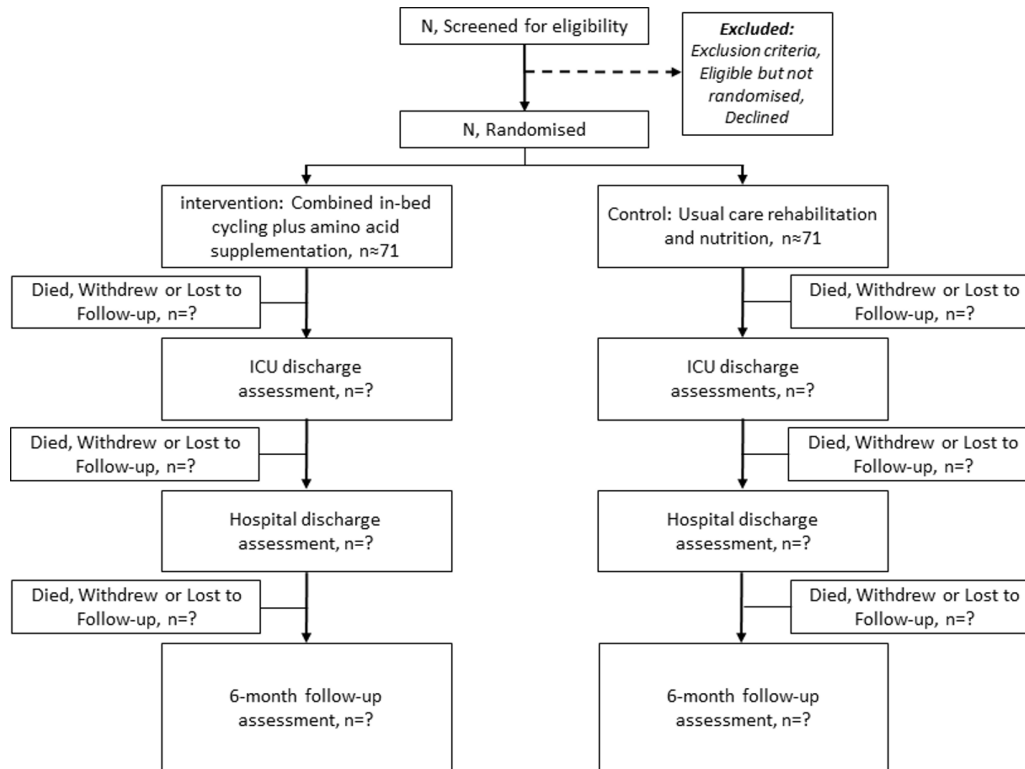 N, Screened for eligibility
Excluded:
Exclusion criteria,
Eligible but not
randomised,
Declined
N, Randomised
intervention: Combined in-bed
cycling plus amino acid
supplementation, n≈71
Control: Usual care rehabilitation
and nutrition, n≈71
Died, Withdrew or Lost to
Follow-up, n=?
Died, Withdrew or Lost to
Follow-up, n=?
ICU discharge
assessment, n=?
ICU discharge
assessments, n=?
Died, Withdrew or Lost to
Follow-up, n=?
Died, Withdrew or Lost to
Follow-up, n=?
Hospital discharge
assessment, n=?
Hospital discharge
assessment, n=?
Died, Withdrew or Lost to
Follow-up, n=?
Died, Withdrew or Lost to
Follow-up, n=?
6-month follow-up
assessment, n=?
6-month follow-up
assessment, n=?